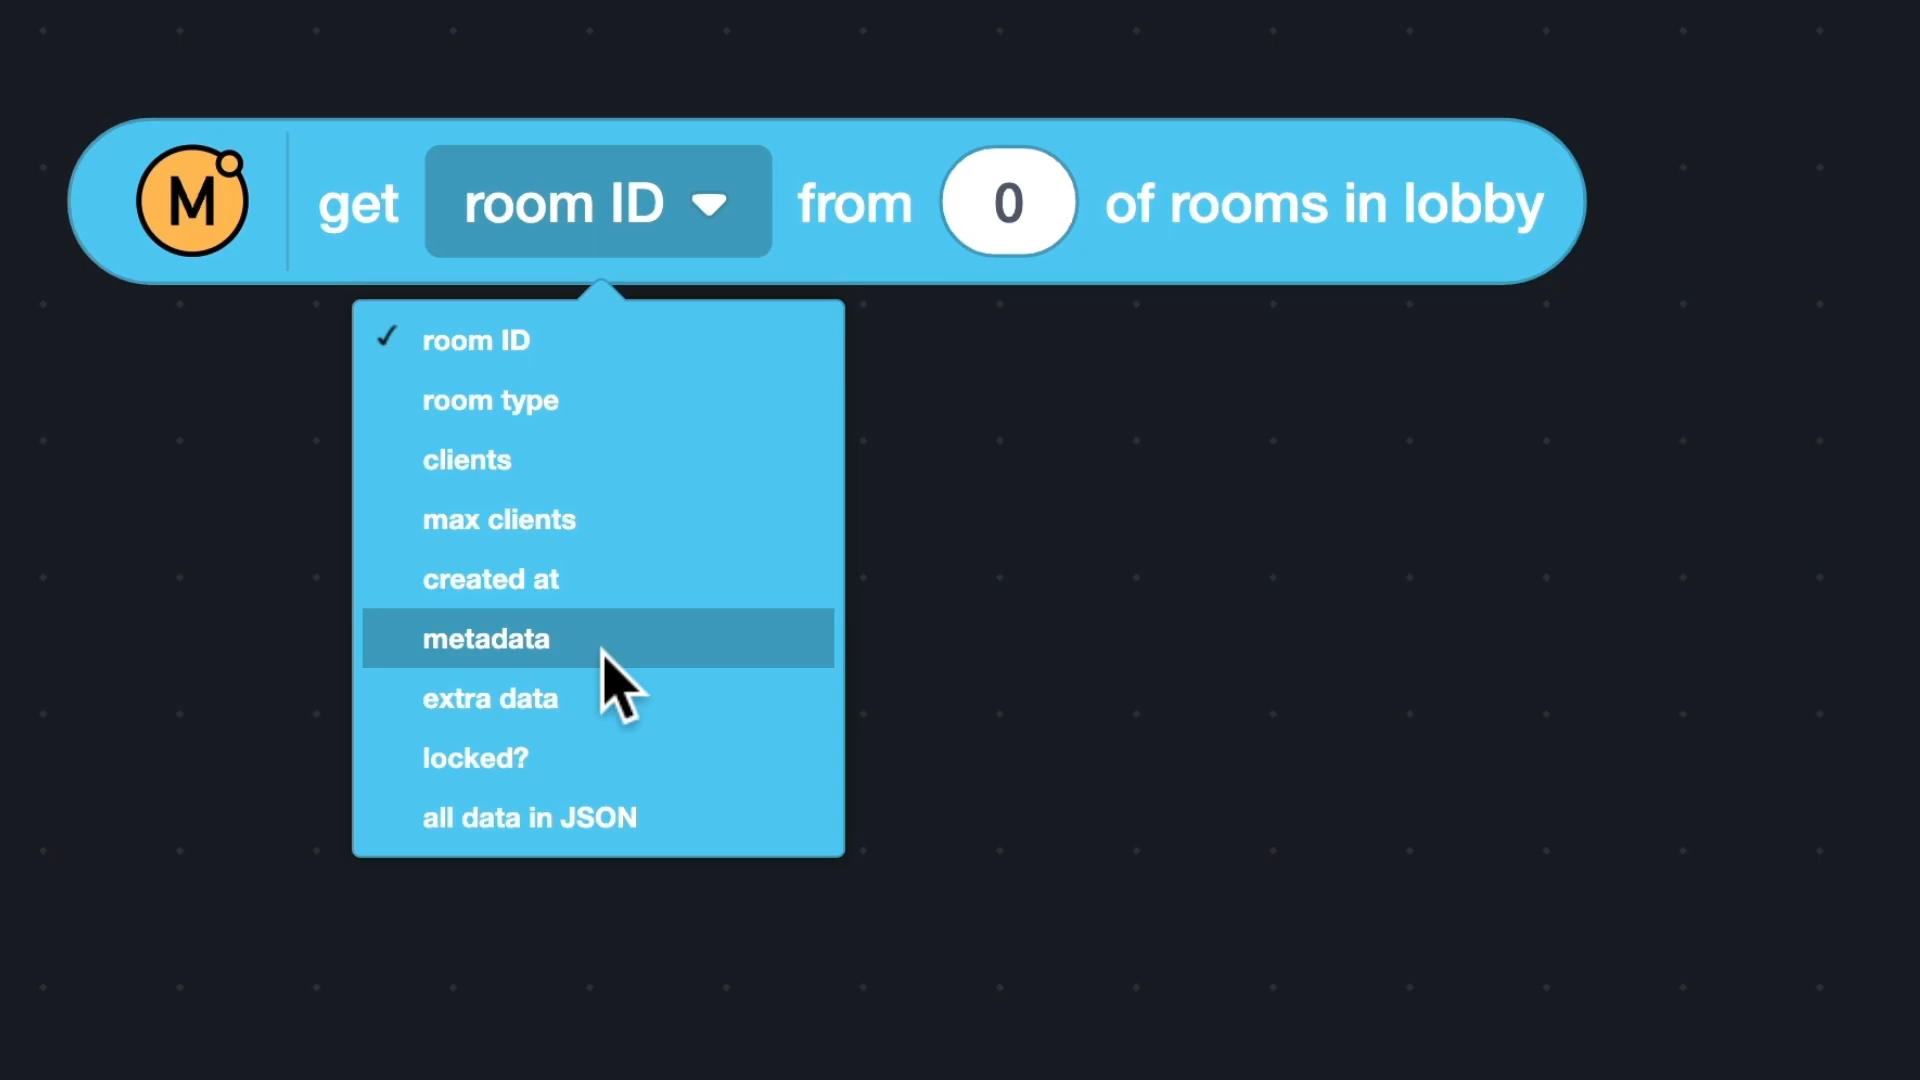 M get room ID from 0 of rooms in lobby
room ID
room type
clients
max clients
created at
metadata
extra data
locked?
all data in JSON